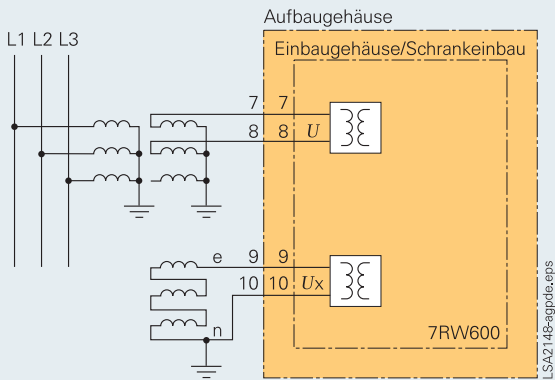 Aufbaugehäuse
L1 L2 L3
Einbaugehäuse/Schrankeinbau
7 7
8 8 U
e 9 9
10 10 Ux
n
7RW600
LSA2148-agpde.eps